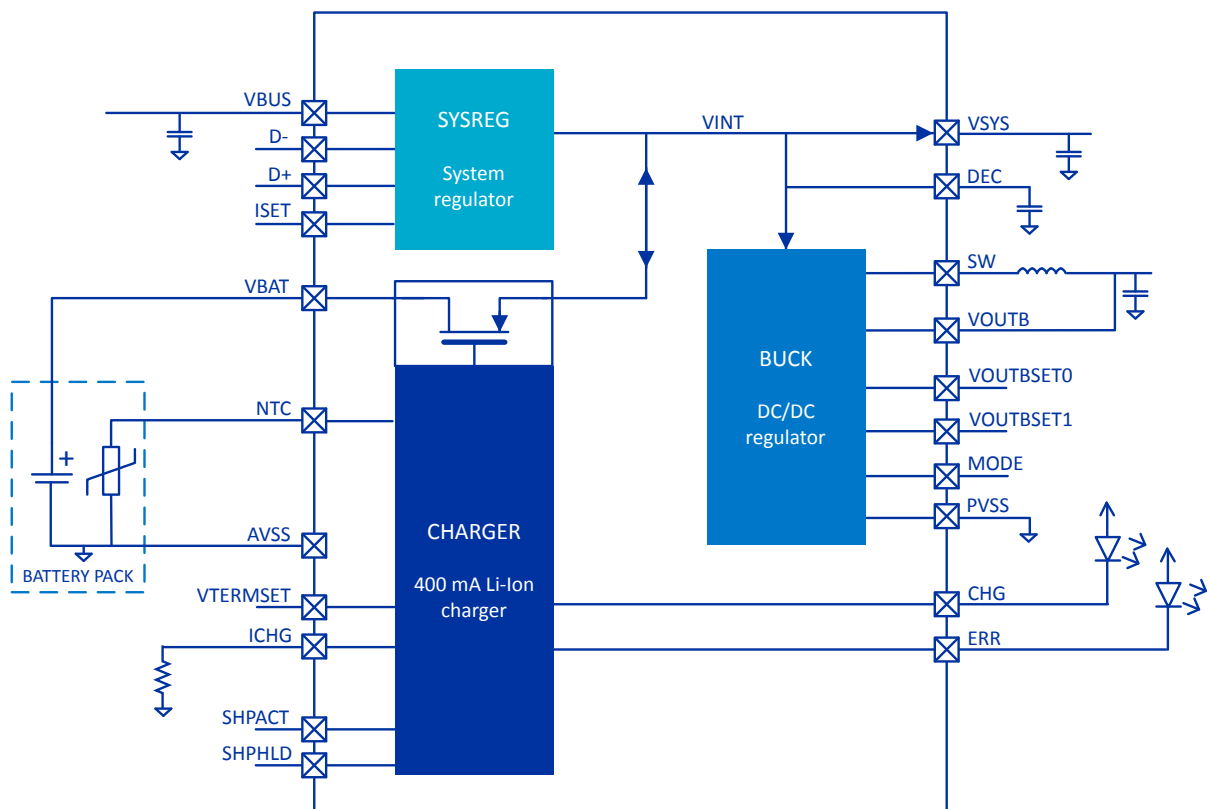 VBUS
D-
D+
ISET
SYSREG
System
regulator
VINT
VSYS
DEC
VBAT
SW
VOUTB
BUCK
DC/DC
regulator
VOUTBSET0
VOUTBSET1
MODE
PVSS
NTC
+
AVSS
BATTERY PACK
CHARGER
400 mA Li-Ion
charger
VTERMSET
ICHG
SHPACT
SHPHLD
CHG
ERR